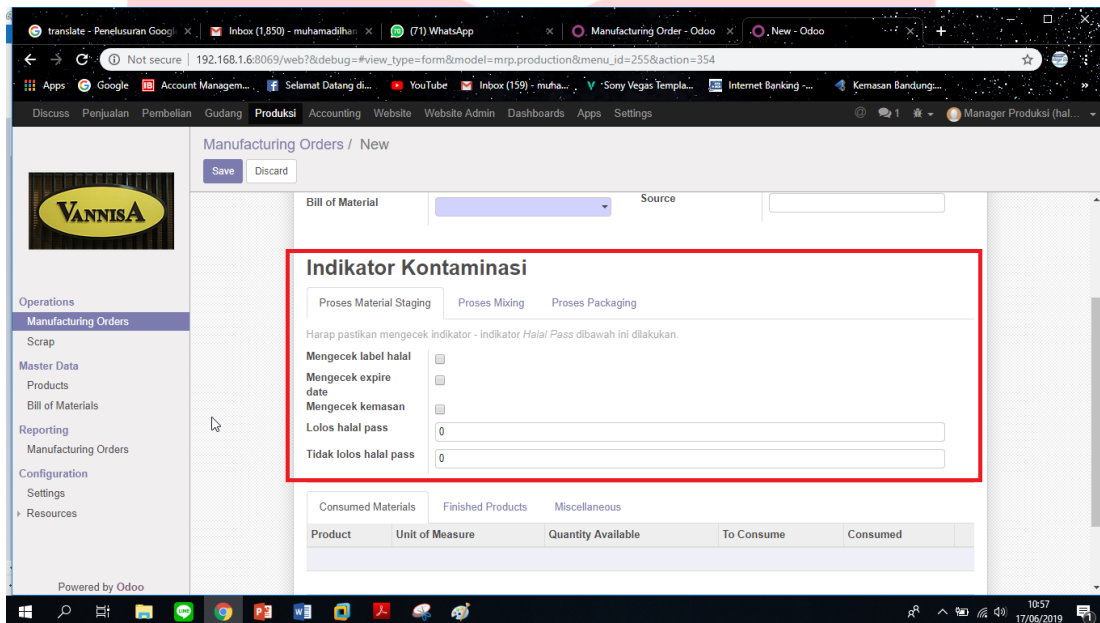 translate - Penelusuran Googl
Inbox (1,850) - muhamadilhan
(71) WhatsApp
Manufacturing Order - Odoo
New - Odoo
Not secure | 192.168.1.6:8069/web?&debug=#view_type=form&model=mrp.production&menu_id=255&action=354
Apps Google Account Managem... Selamat Datang di... YouTube Inbox (159) - muha... Sony Vegas Templa... Internet Banking -... Kemasan Bandung:... »
Discuss Penjualan Pembelian Gudang Produksi Accounting Website Website Admin Dashboards Apps Settings @ 1 Manager Produksi (hal...
Manufacturing Orders / New
Save Discard
VANNISA
Operations
Manufacturing Orders
Scrap
Master Data
Products
Bill of Materials
Reporting
Manufacturing Orders
Configuration
Settings
Resources
Powered by Odoo
Bill of Material Source
Indikator Kontaminasi
Proses Material Staging Proses Mixing Proses Packaging
Harap pastikan mengecek indikator - indikator Halal Pass dibawah ini dilakukan.
Mengecek label halal
Mengecek expire
date
Mengecek kemasan
Lolos halal pass 0
Tidak lolos halal pass 0
Consumed Materials Finished Products Miscellaneous
Product Unit of Measure Quantity Available To Consume Consumed
10:57
17/06/2019